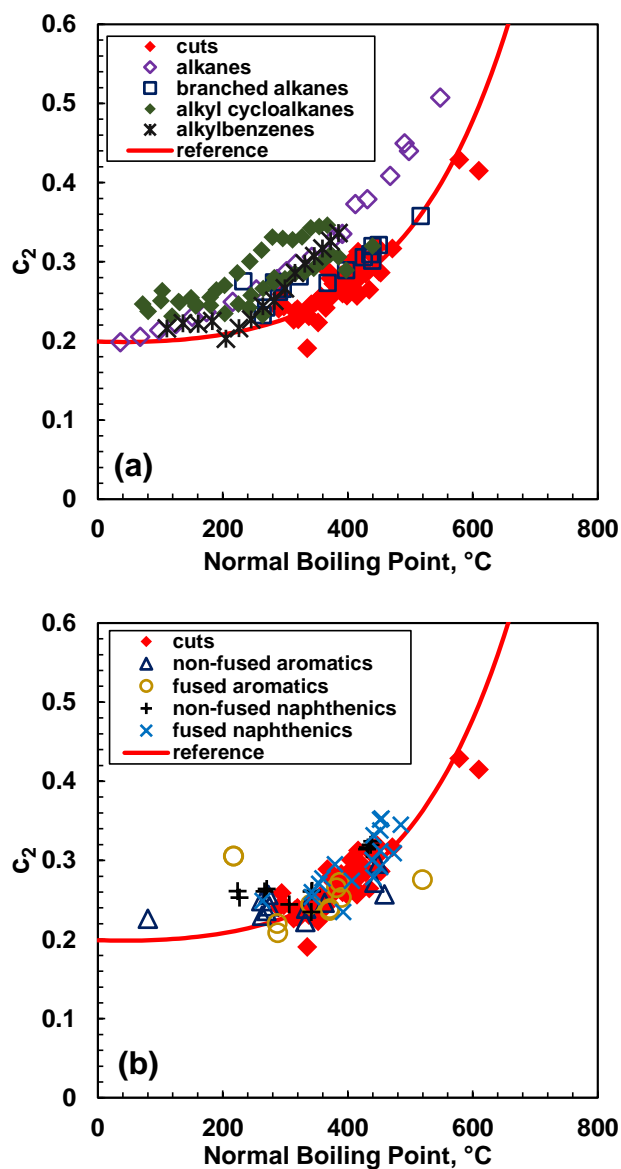 0.6
0.5
0.4
0.3
0.2
0.1
0
c2
cuts
alkanes
branched alkanes
alkyl cycloalkanes
alkylbenzenes
reference
(a)
0 200 400 600 800
Normal Boiling Point, °C
0.6
0.5
0.4
0.3
0.2
0.1
0
c2
cuts
non-fused aromatics
fused aromatics
non-fused naphthenics
fused naphthenics
reference
(b)
0 200 400 600 800
Normal Boiling Point, °C